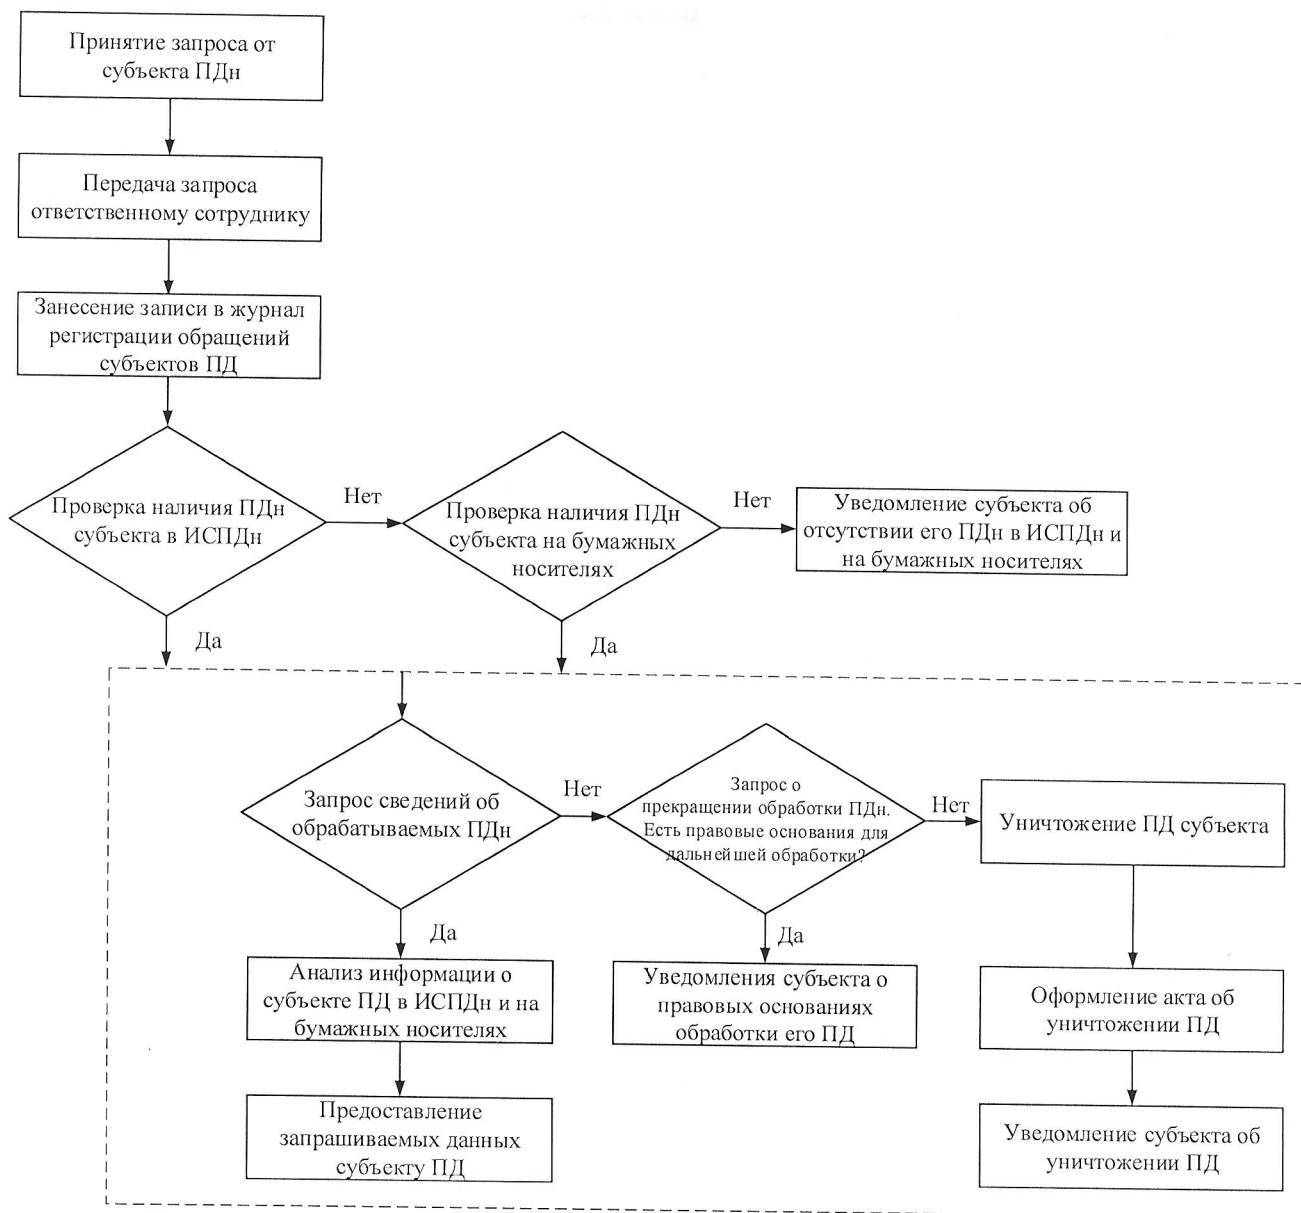 Принятие запроса от
субъекта ПДн
Передача запроса
ответственному сотруднику
Занесение записи в журнал
регистрации обращений
субъектов ПД
Проверка наличия ПДн
субъекта в ИСПДн
Нет
Проверка наличия ПДн
субъекта на бумажных
носителях
Нет
Уведомление субъекта об
отсутствии его ПДн в ИСПДн и
на бумажных носителях
Да
Да
Запрос сведений об
обрабатываемых ПДн
Нет
Запрос о
прекращении обработки ПДн.
Есть правовые основания для
дальнейшей обработки?
Нет
Уничтожение ПД субъекта
Да
Да
Анализ информации о
субъекте ПД в ИСПДн и на
бумажных носителях
Уведомления субъекта о
правовых основаниях
обработки его ПД
Оформление акта об
уничтожении ПД
Предоставление
запрашиваемых данных
субъекту ПД
Уведомление субъекта об
уничтожении ПД